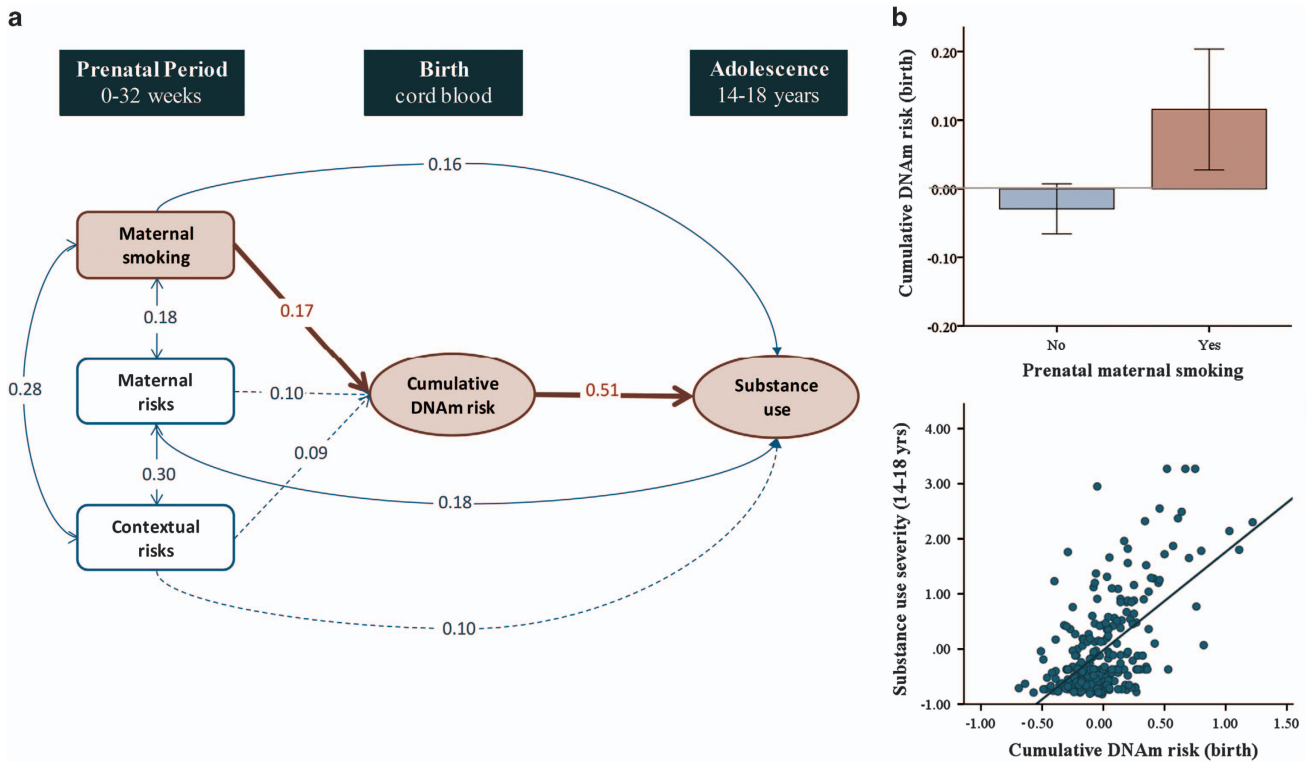 a
Prenatal Period
0-32 weeks
Birth
cord blood
Adolescence
14-18 years
0.16
Maternal
smoking
0.17
0.18
0.28
Maternal
risks
0.10
Cumulative
DNAm risk
0.51
Substance
use
0.09
0.30
0.18
Contextual
risks
0.10
b
Cumulative DNAm risk (birth)
0.20
0.10
0.00
-0.10
-0.20
No
Yes
Prenatal maternal smoking
Substance use severity (14-18 yrs)
4.00
3.00
2.00
1.00
.00
-1.00
-1.00
-0.50
0.00
0.50
1.00
1.50
Cumulative DNAm risk (birth)